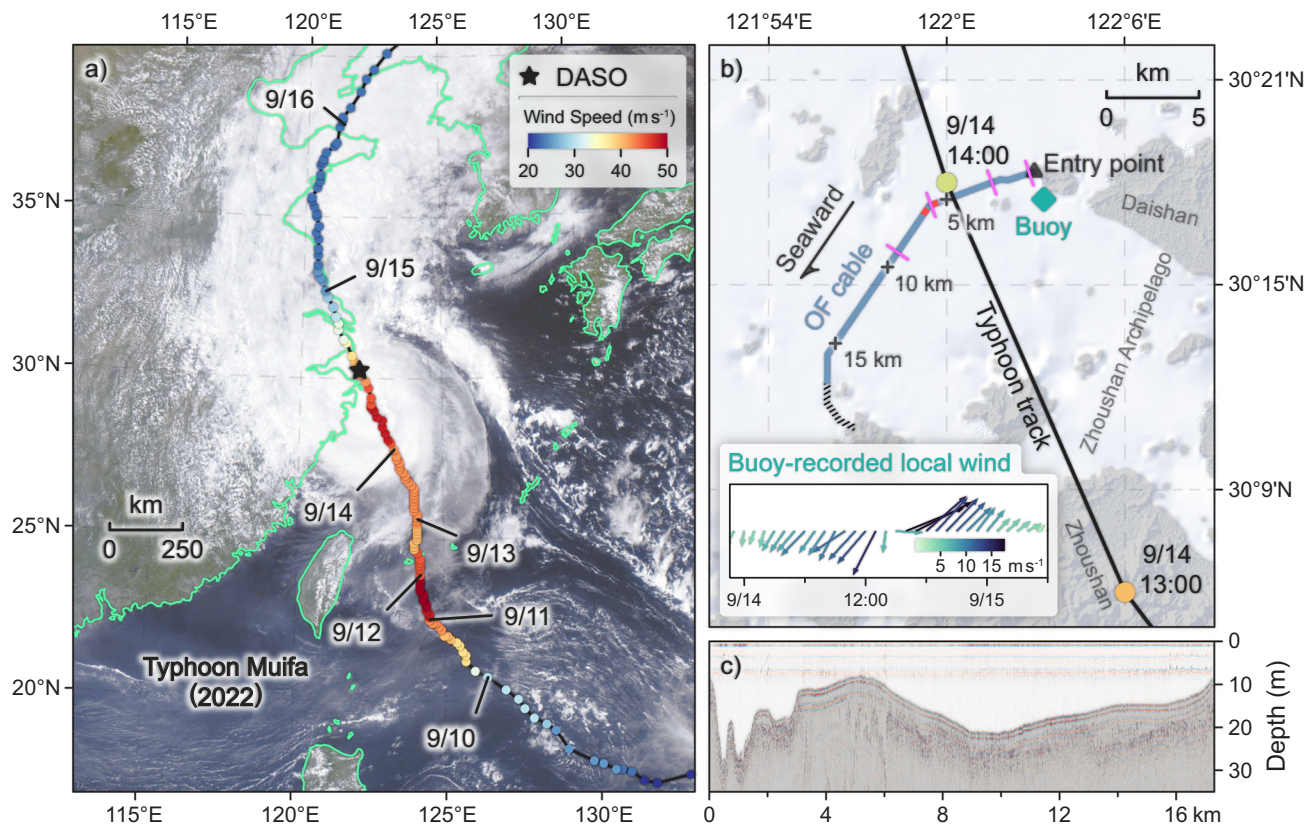 115°E 120°E 125°E 130°E
a)
DASO
Wind Speed (m s⁻¹)
20 30 40 50
9/16
35°N
9/15
30°N
km
0 250
9/14
25°N
9/13
9/12
9/11
Typhoon Muifa
(2022)
20°N
9/10
115°E 120°E 125°E 130°E
121°54'E 122°E 122°6'E
b)
km
0 5
30°21'N
9/14
14:00
Entry point
Daishan
Buoy
5 km
Seaward
10 km
OF cable
30°15'N
15 km
Typhoon track
Zhoushan Archipelago
Buoy-recorded local wind
5 10 15 m s⁻¹
9/14 12:00 9/15
30°9'N
Zhoushan
9/14
13:00
c)
0
10
20
30
Depth (m)
0 4 8 12 16 km